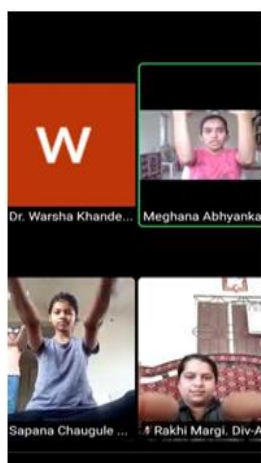 W
Dr. Warsha Khande...
Meghana Abhyanka
Sapana Chaugule ...
Rakhi Margi. Div-A